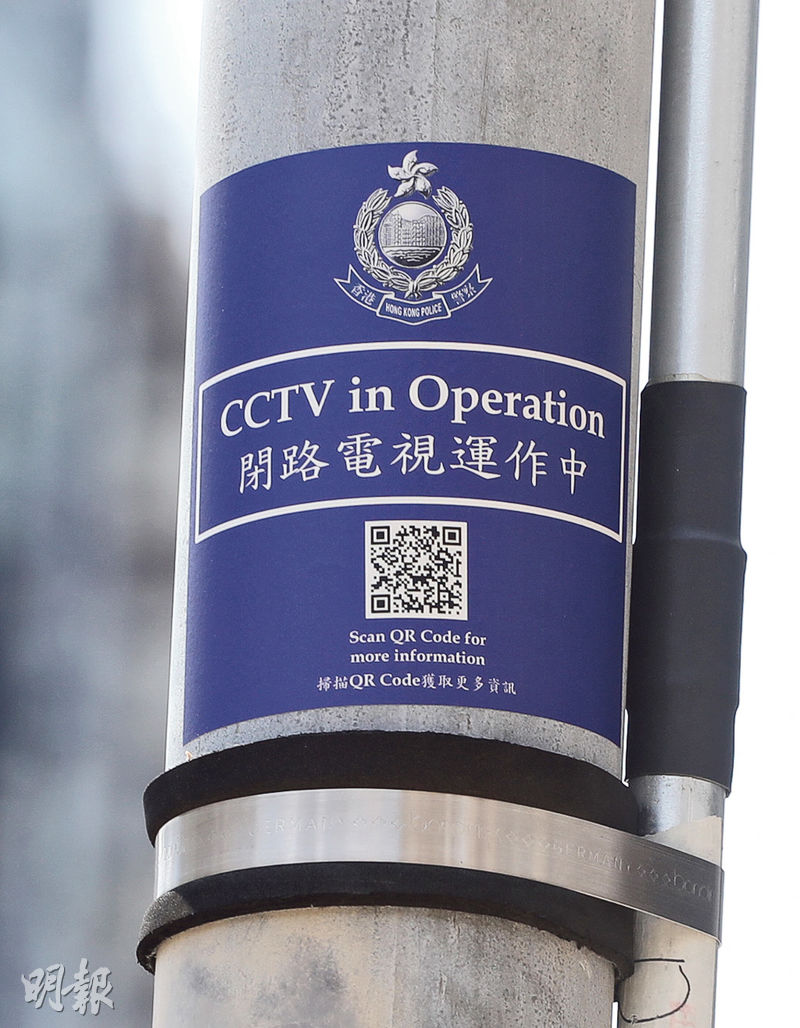 香港
HONG KONG POLICE
警察
CCTV in Operation
閉路電視運作中
Scan QR Code for
more information
掃描QR Code獲取更多資訊
GERMANY
GERMANY
明報